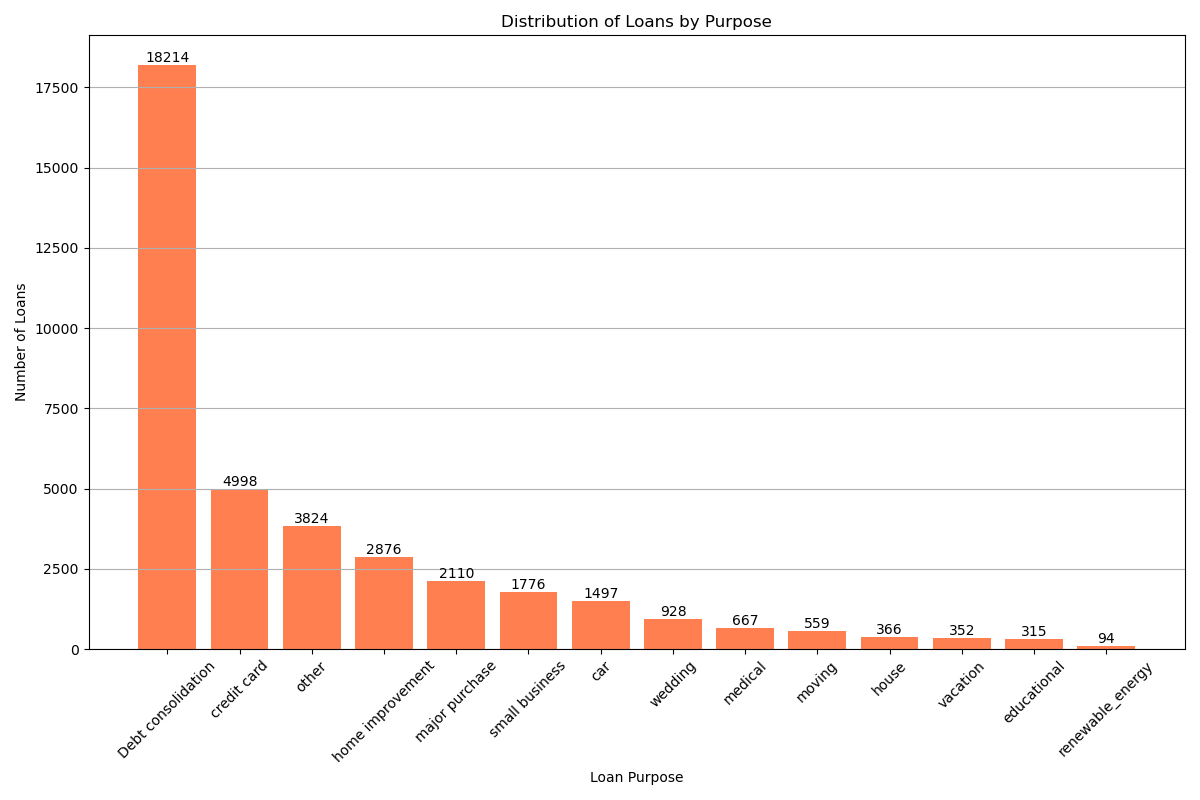 Distribution of Loans by Purpose
Number of Loans
17500
15000
12500
10000
7500
5000
2500
0
18214
4998
3824
2876
2110
1776
1497
928
667
559
366
352
315
94
Debt consolidation
credit card
other
home improvement
major purchase
small business
car
wedding
medical
moving
house
vacation
educational
renewable_energy
Loan Purpose